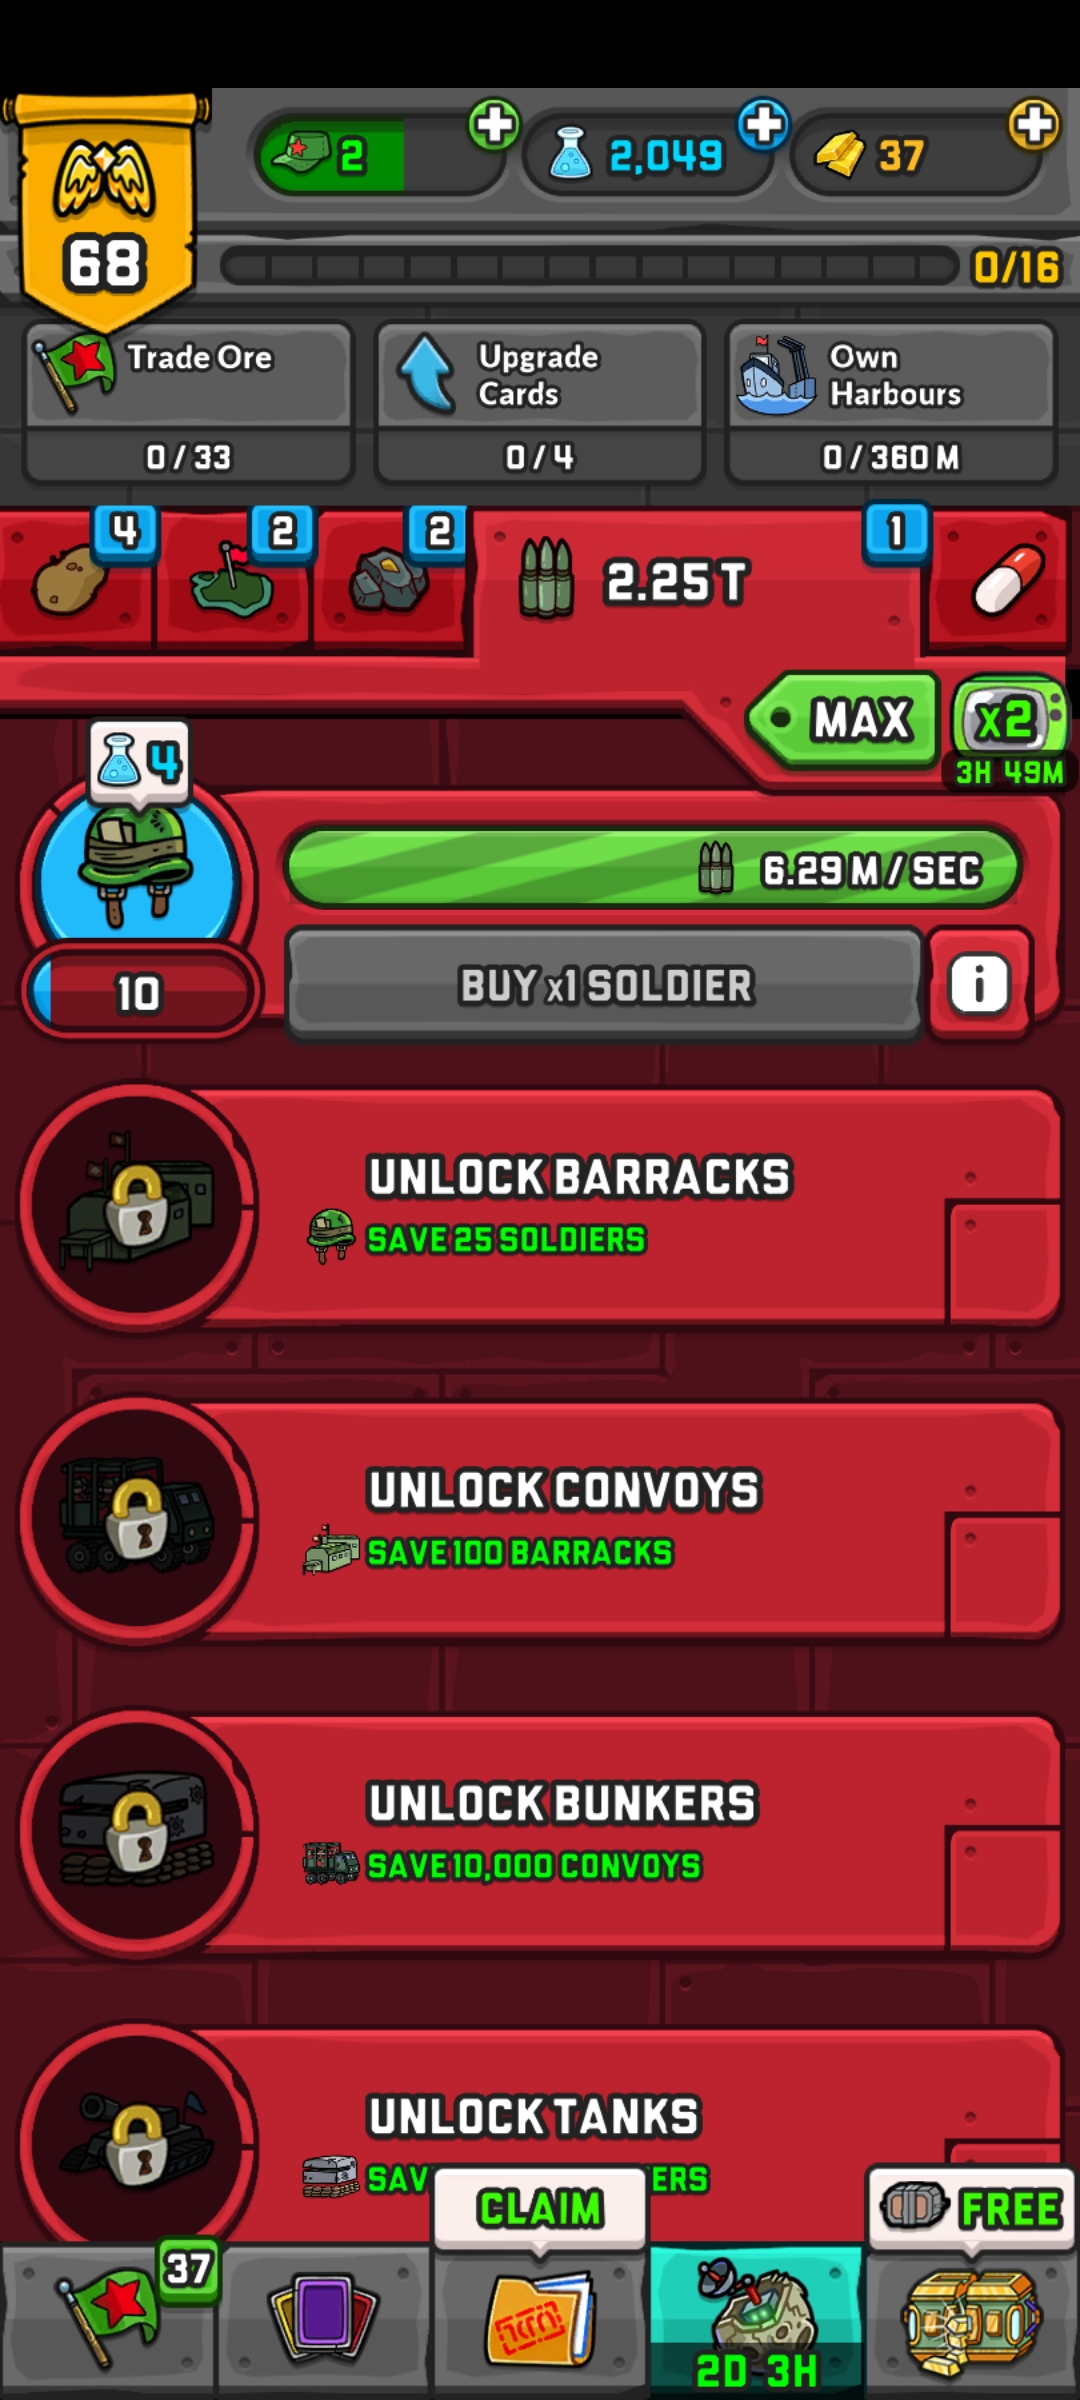 2
2,049
37
68
0/16
Trade Ore
Upgrade
Cards
Own
Harbours
0/33
0/4
0/360 M
4
2
2
2.25 T
1
MAX
x2
3H 49M
4
6.29 M / SEC
10
BUY x1 SOLDIER
i
UNLOCK BARRACKS
SAVE 25 SOLDIERS
UNLOCK CONVOYS
SAVE 100 BARRACKS
UNLOCK BUNKERS
SAVE 10,000 CONVOYS
UNLOCK TANKS
CLAIM
FREE
37
2D 3H